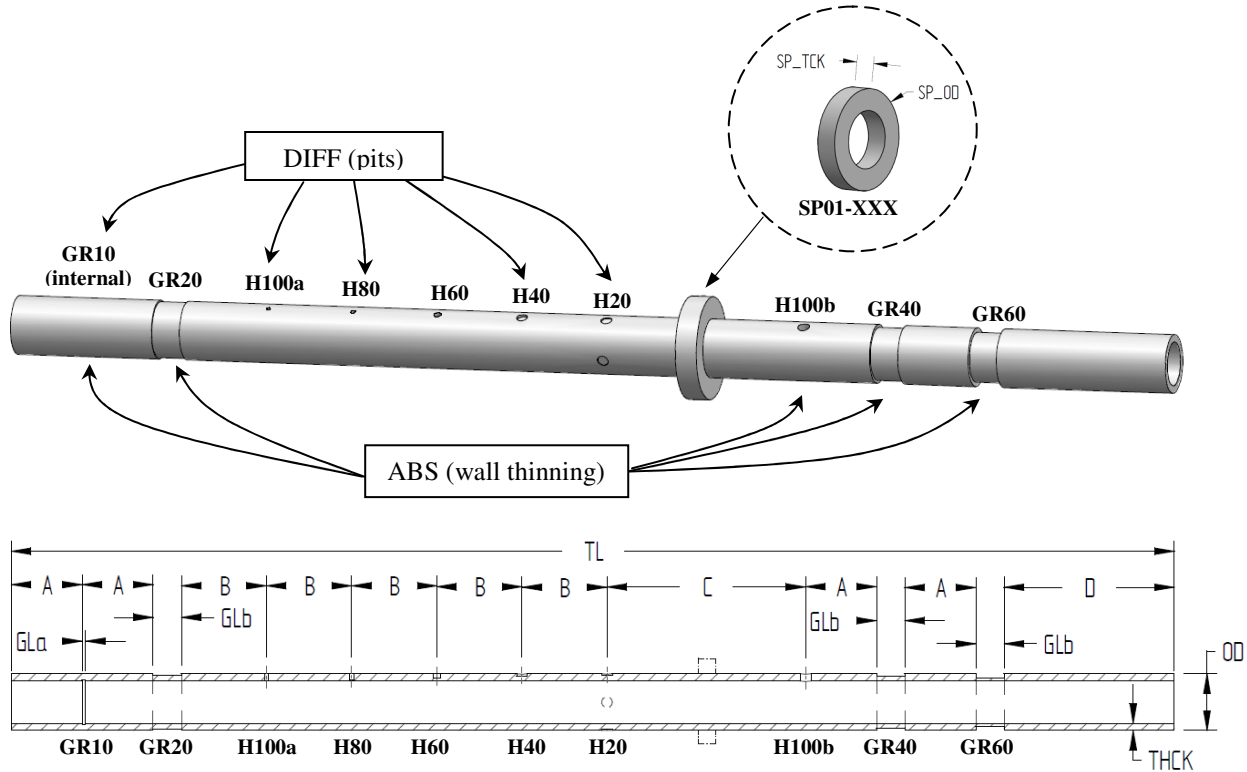 SP_TCK
SP_OD
SP01-XXX
DIFF (pits)
GR10
(internal)
GR20
H100a
H80
H60
H40
H20
H100b
GR40
GR60
ABS (wall thinning)
TL
A
A
B
B
B
B
B
C
A
A
D
GLa
GLb
GLb
GLb
OD
GR10
GR20
H100a
H80
H60
H40
H20
H100b
GR40
GR60
THCK